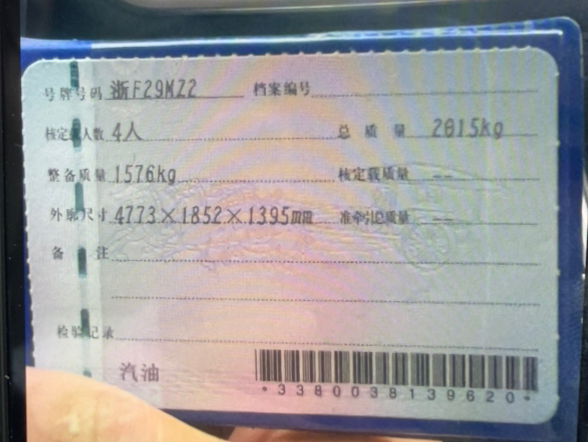 号牌号码 浙F29MZ2 档案编号
核定载人数 4人 总质量 2015kg
整备质量 1576kg 核定载质量 --
外廓尺寸 4773×1852×1395mm 准牵引总质量 --
备注
检验记录
汽油
*3380038139620*